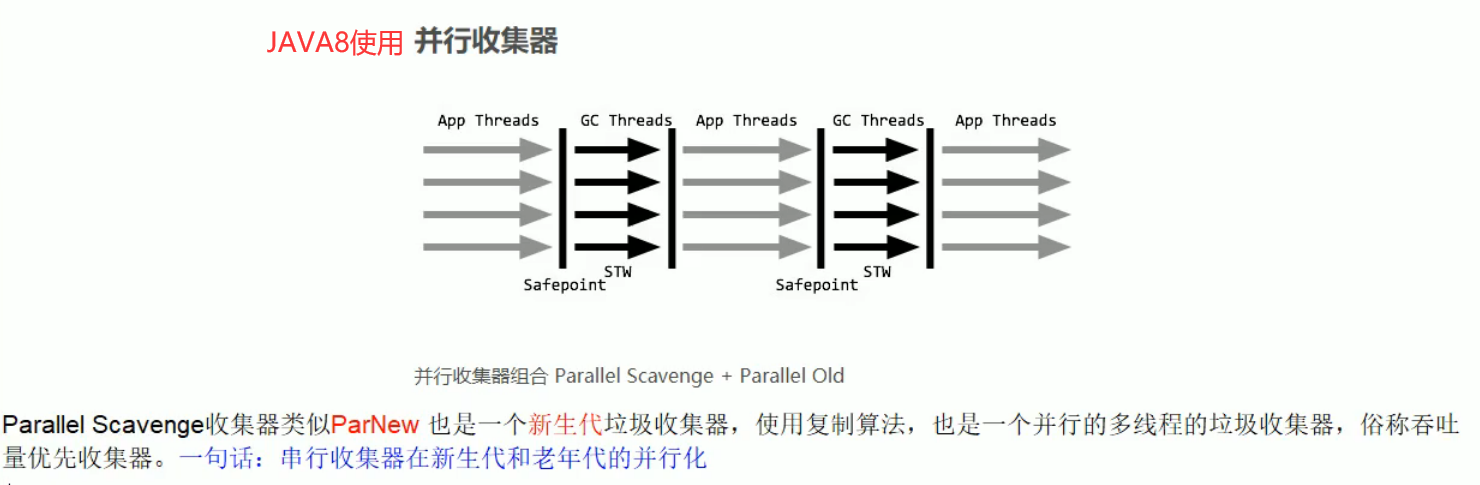 JAVA8使用 并行收集器
App Threads GC Threads App Threads GC Threads App Threads
STW STW
Safepoint Safepoint
并行收集器组合 Parallel Scavenge + Parallel Old
Parallel Scavenge收集器类似ParNew 也是一个新生代垃圾收集器，使用复制算法，也是一个并行的多线程的垃圾收集器，俗称吞吐
量优先收集器。一句话：串行收集器在新生代和老年代的并行化